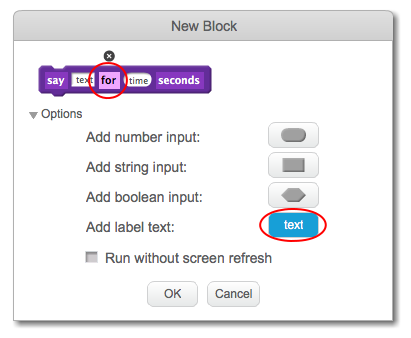 New Block
say text for time seconds
Options
Add number input:
Add string input:
Add boolean input:
Add label text: text
Run without screen refresh
OK Cancel